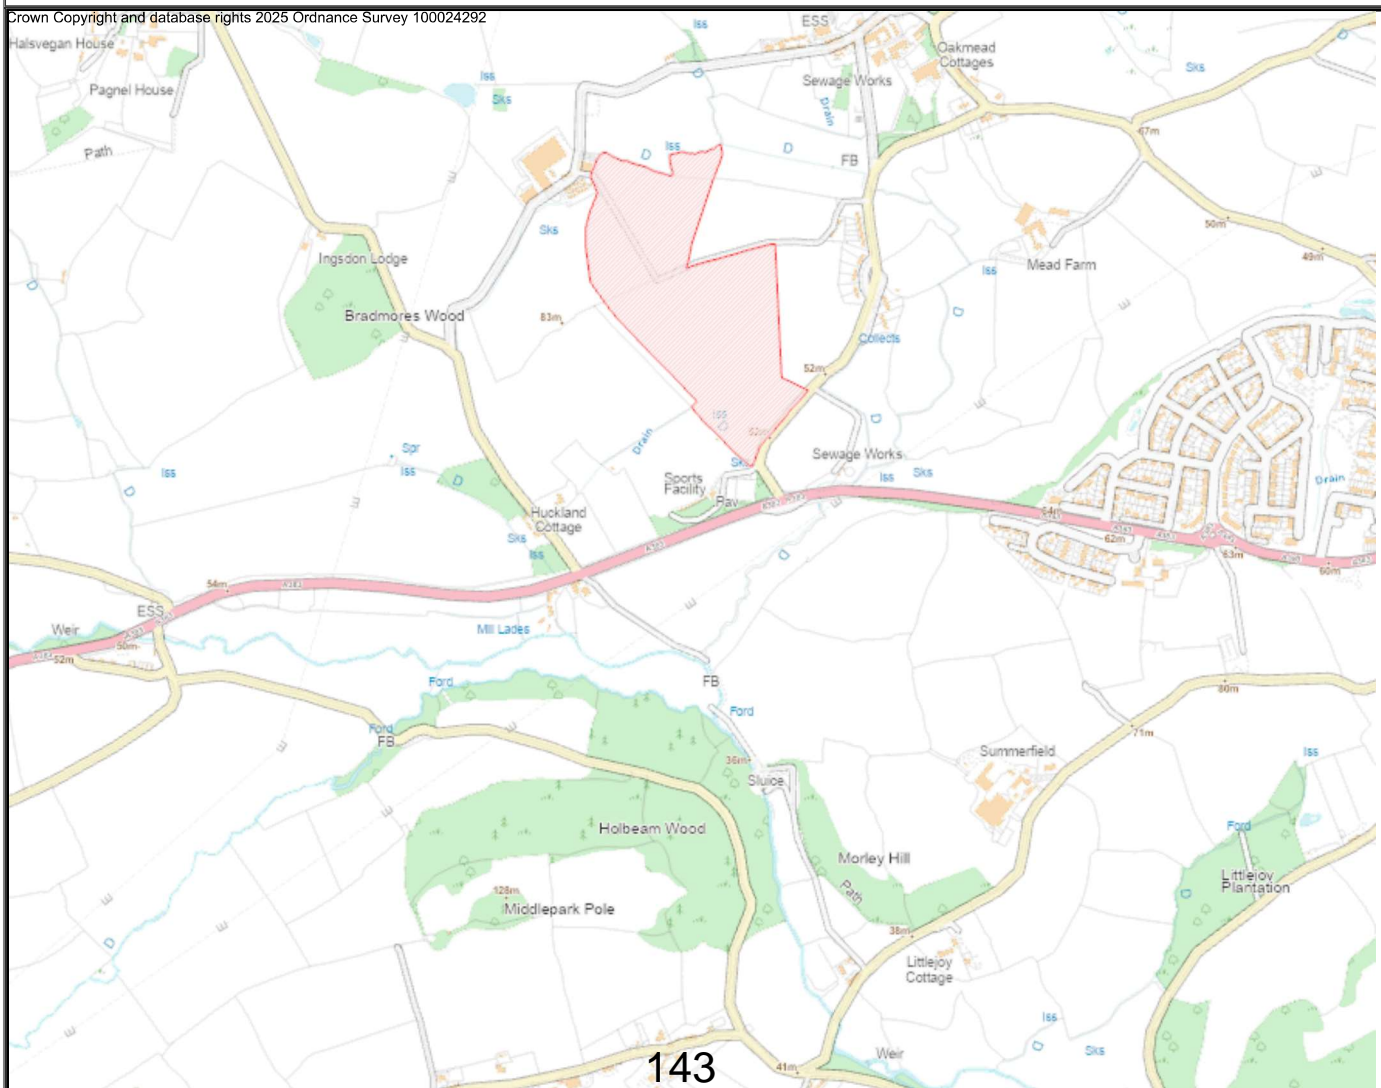 Crown Copyright and database rights 2025 Ordnance Survey 100024292
Iss
ESS
Halsvegan House
Oakmead
Cottages
D
Iss
D
Sewage Works
Sks
Pagnel House
Sks
Drain
67m
Path
Iss
D
D
FB
E
E
Sks
50m
Ingsdon Lodge
49m
Mead Farm
Iss
D
E
Bradmores Wood
83m
D
Collects
52m
E
Iss
D
D
Spr
Drain
Iss
Sewage Works
Iss
D
Sports
Facility
Iss
Sks
Drain
D
E
Pav
E
Huckland
Cottage
64m
62m
Sks
Iss
A383
D
63m
60m
54m
A383
ESS
E
Weir
Mill Lades
50m
52m
FB
Ford
80m
Ford
Ford
FB
71m
E
Summerfield
Iss
36m
Sluice
E
Ford
Holbeam Wood
Morley Hill
Littlejoy
Plantation
128m
Path
D
E
Middlepark Pole
E
38m
D
Littlejoy
Cottage
Iss
E
D
Sks
Weir
143
41m